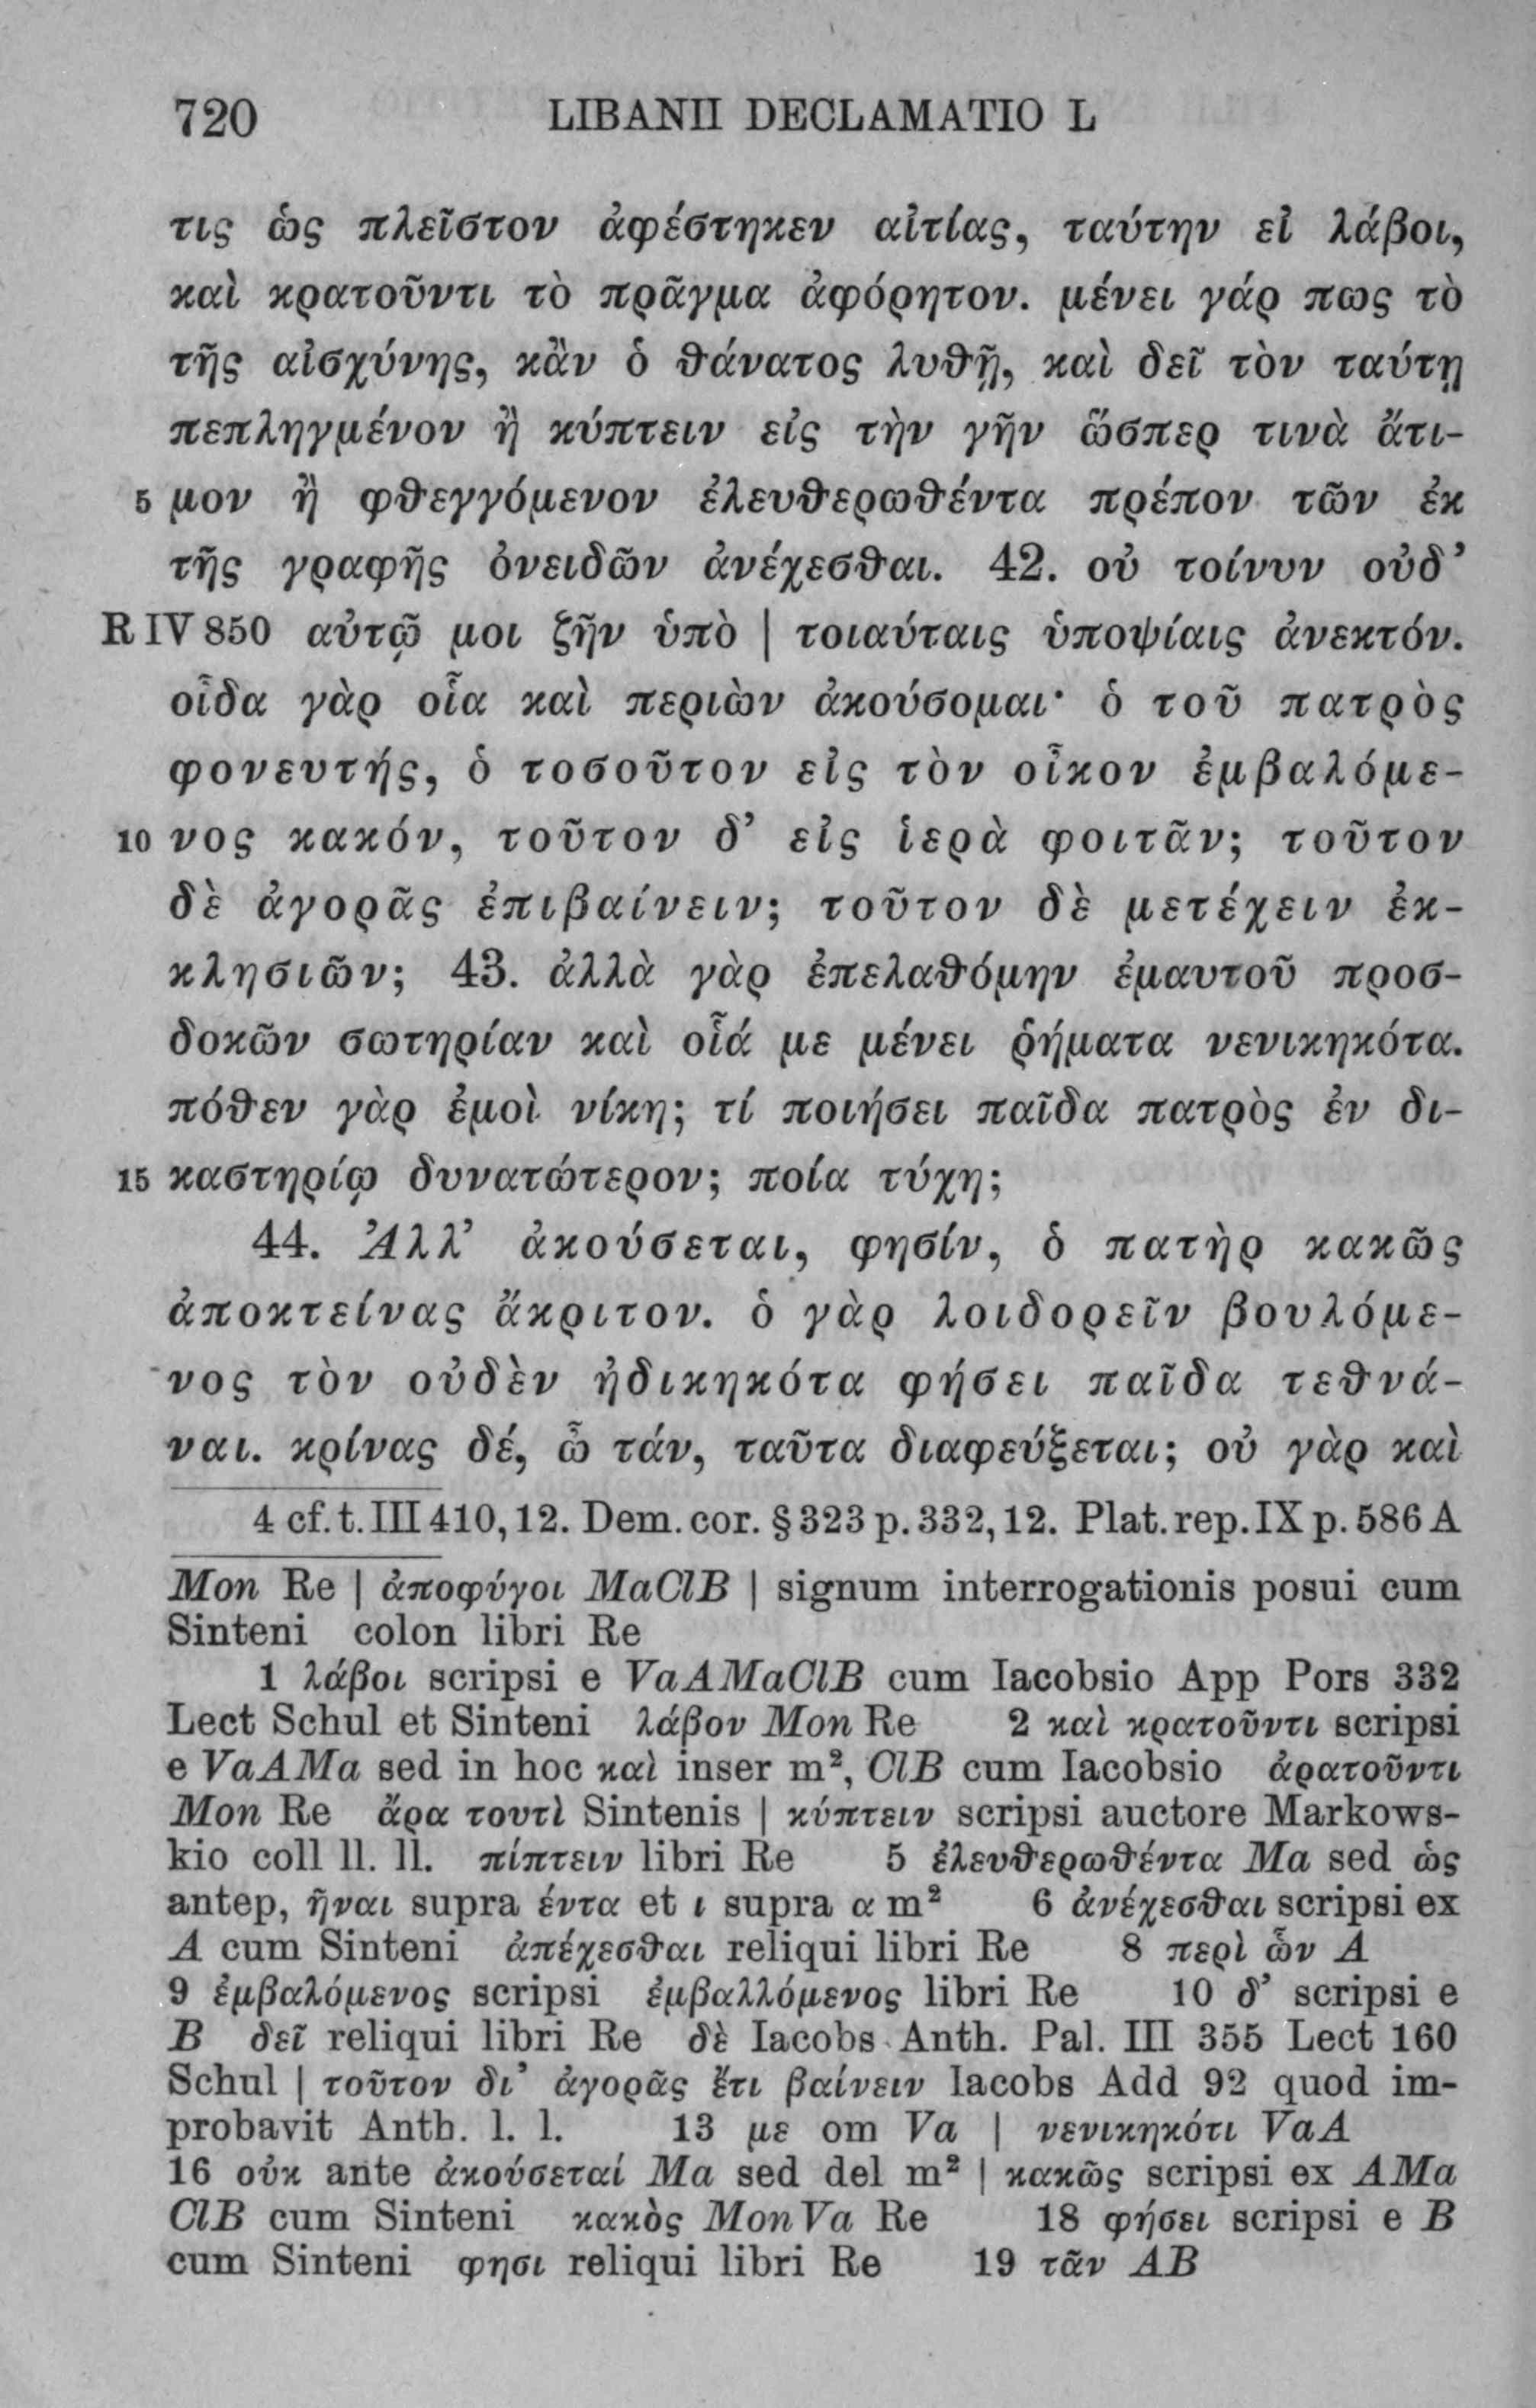 720 LIBANII DECLAMATIO L
τις ὡς πλεῖστον ἀφέστηκεν αἰτίας, ταύτην εἰ λάβοι,
καὶ κρατοῦντι τὸ πρᾶγμα ἀφόρητον. μένει γάρ πως τὸ
τῆς αἰσχύνης, κἂν ὁ θάνατος λυθῇ, καὶ δεῖ τὸν ταύτῃ
πεπληγμένον ἢ κύπτειν εἰς τὴν γῆν ὥσπερ τινὰ ἄτι-
5 μον ἢ φθεγγόμενον ἐλευθερωθέντα πρέπον τῶν ἐκ
τῆς γραφῆς ὀνειδῶν ἀνέχεσθαι. 42. οὐ τοίνυν οὐδ’
R IV 850 αὐτῷ μοι ζῆν ὑπὸ | τοιαύταις ὑποψίαις ἀνεκτόν.
οἶδα γὰρ οἷα καὶ περιὼν ἀκούσομαι· ὁ τοῦ πατρὸς
φονευτής, ὁ τοσοῦτον εἰς τὸν οἶκον ἐμβαλόμε-
10 νος κακόν, τοῦτον δ’ εἰς ἱερὰ φοιτᾶν; τοῦτον
δὲ ἀγορᾶς ἐπιβαίνειν; τοῦτον δὲ μετέχειν ἐκ-
κλησιῶν; 43. ἀλλὰ γὰρ ἐπελαθόμην ἐμαυτοῦ προσ-
δοκῶν σωτηρίαν καὶ οἷά με μένει ῥήματα νενικηκότα.
πόθεν γὰρ ἐμοὶ νίκη; τί ποιήσει παῖδα πατρὸς ἐν δι-
15 καστηρίῳ δυνατώτερον; ποία τύχη;
44. Ἀλλ’ ἀκούσεται, φησίν, ὁ πατὴρ κακῶς
ἀποκτείνας ἄκριτον. ὁ γὰρ λοιδορεῖν βουλόμε-
νος τὸν οὐδὲν ἠδικηκότα φήσει παῖδα τεθνά-
ναι. κρίνας δέ, ὦ τάν, ταῦτα διαφεύξεται; οὐ γὰρ καὶ
4 cf. t. III 410, 12. Dem. cor. § 323 p. 332, 12. Plat. rep. IX p. 586 A
Mon Re | ἀποφύγοι MaClB | signum interrogationis posui cum
Sinteni colon libri Re
1 λάβοι scripsi e VaAMaClB cum Iacobsio App Pors 332
Lect Schul et Sinteni λάβον Mon Re 2 καὶ κρατοῦντι scripsi
e VaAMa sed in hoc καὶ inser m², ClB cum Iacobsio ἀρατοῦντι
Mon Re ἄρα τουτὶ Sintenis | κύπτειν scripsi auctore Markows-
kio coll ll. ll. πίπτειν libri Re 5 ἐλευθερωθέντα Ma sed ὡς
antep, ῆναι supra έντα et ι supra α m² 6 ἀνέχεσθαι scripsi ex
A cum Sinteni ἀπέχεσθαι reliqui libri Re 8 περὶ ὧν A
9 ἐμβαλόμενος scripsi ἐμβαλλόμενος libri Re 10 δ’ scripsi e
B δεῖ reliqui libri Re δὲ Iacobs Anth. Pal. III 355 Lect 160
Schul | τοῦτον δι’ ἀγορᾶς ἔτι βαίνειν Iacobs Add 92 quod im-
probavit Anth. l. l. 13 με om Va | νενικηκότι VaA
16 οὐκ ante ἀκούσεταί Ma sed del m² | κακῶς scripsi ex AMa
ClB cum Sinteni κακὸς MonVa Re 18 φήσει scripsi e B
cum Sinteni φησι reliqui libri Re 19 τᾶν AB